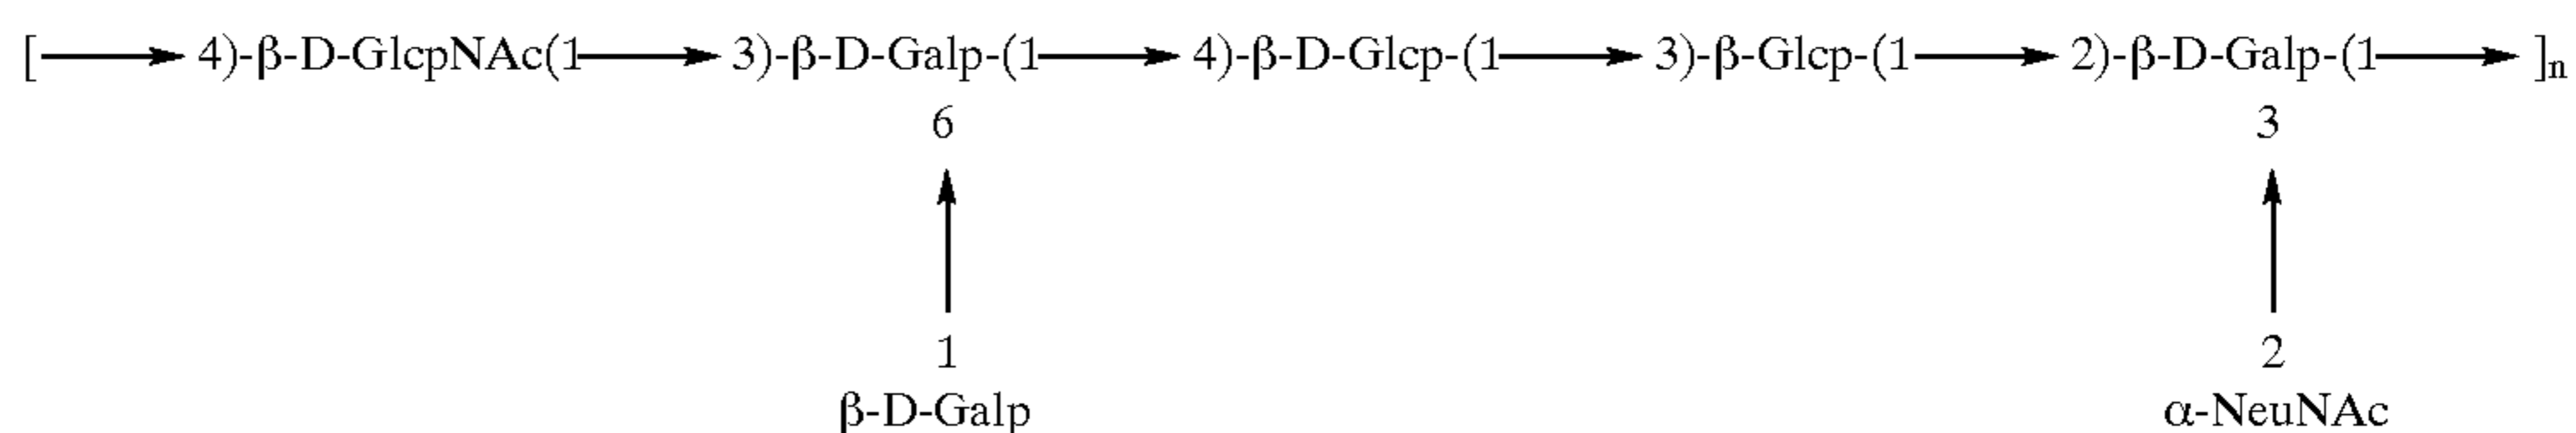 [ → 4)-β-D-GlcpNAc(1 → 3)-β-D-Galp-(1 → 4)-β-D-Glcp-(1 → 3)-β-Glcp-(1 → 2)-β-D-Galp-(1 → ]n
6 3
1 2
β-D-Galp α-NeuNAc